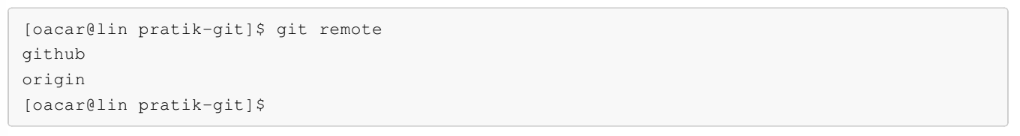 [oacar@lin pratik-git]$ git remote
github
origin
[oacar@lin pratik-git]$